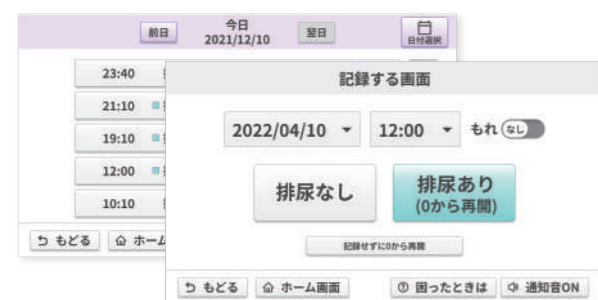 前日
今日
2021/12/10
翌日
日付選択
23:40
21:10
19:10
12:00
10:10
もどる
ホーム
記録する画面
2022/04/10
12:00
もれ
なし
排尿なし
排尿あり
(0から再開)
記録せずに0から再開
もどる
ホーム画面
困ったときは
通知音ON